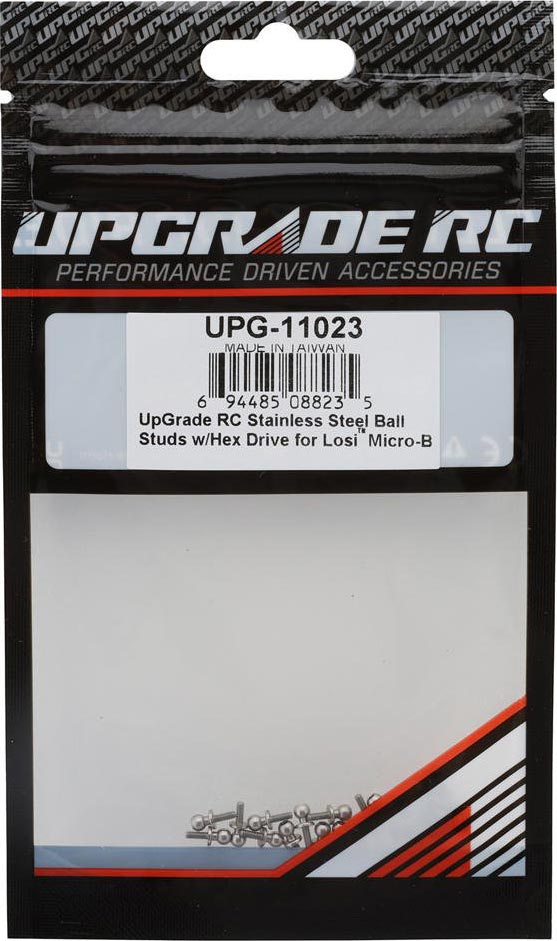 UPGRADE RC
PERFORMANCE DRIVEN ACCESSORIES
UPG-11023
MADE IN TAIWAN
6 94485 08823 5
UpGrade RC Stainless Steel Ball
Studs w/Hex Drive for Losi™ Micro-B